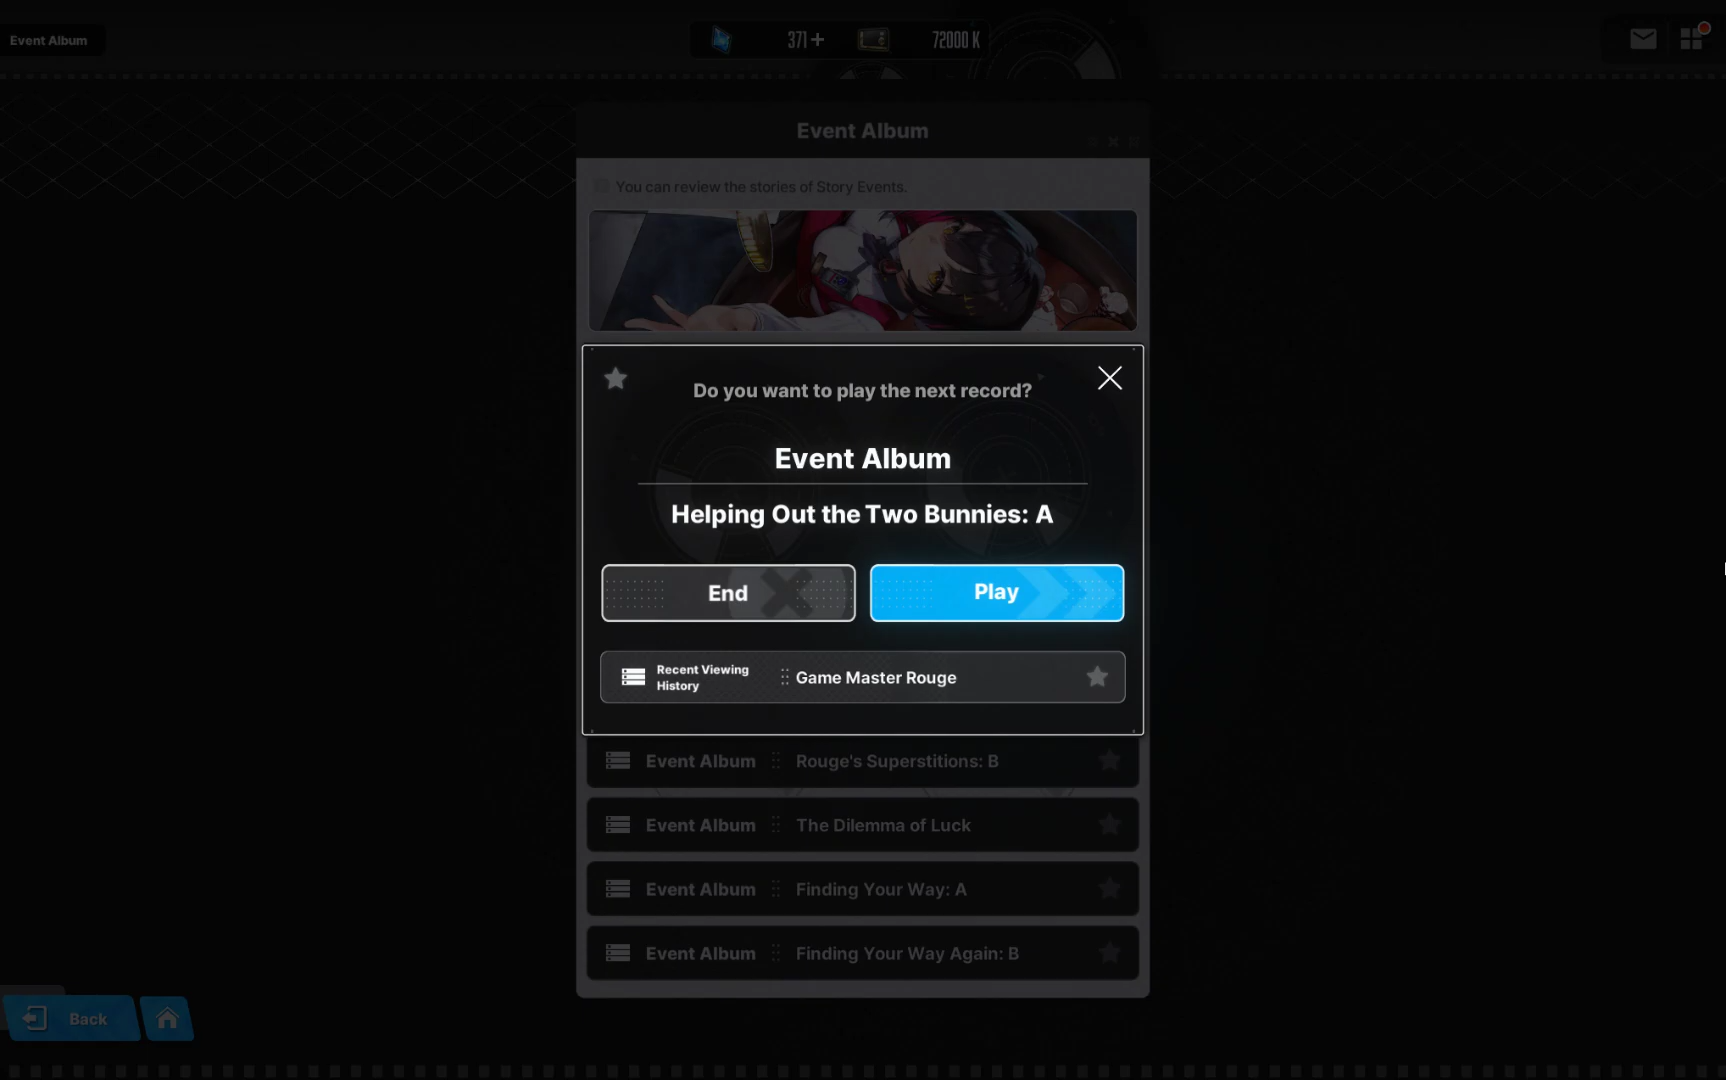 Event Album
371+
72000 K
Event Album
You can review the stories of Story Events.
Do you want to play the next record?
Event Album
Helping Out the Two Bunnies: A
End
Play
Recent Viewing
History
Game Master Rouge
Event Album
Rouge's Superstitions: B
Event Album
The Dilemma of Luck
Event Album
Finding Your Way: A
Event Album
Finding Your Way Again: B
Back